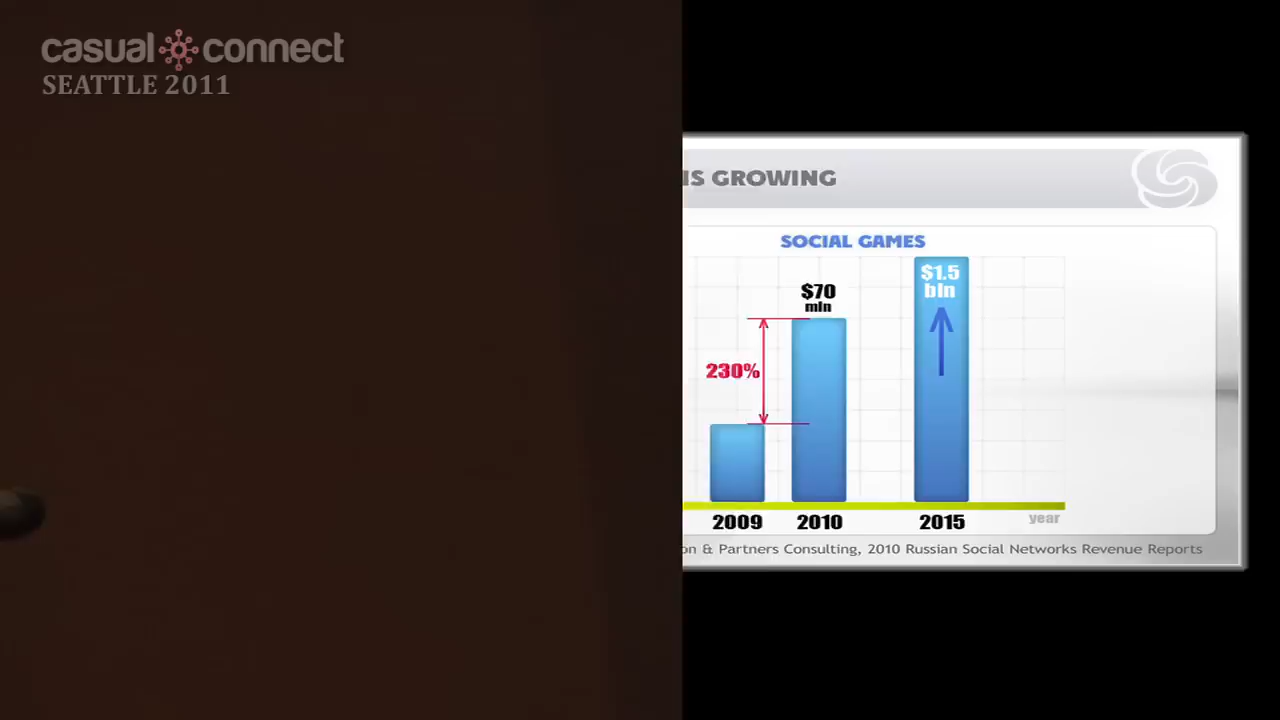 casual connect
SEATTLE 2011
IS GROWING
SOCIAL GAMES
$1.5
bln
$70
mln
230%
2009 2010 2015 year
& Partners Consulting, 2010 Russian Social Networks Revenue Reports